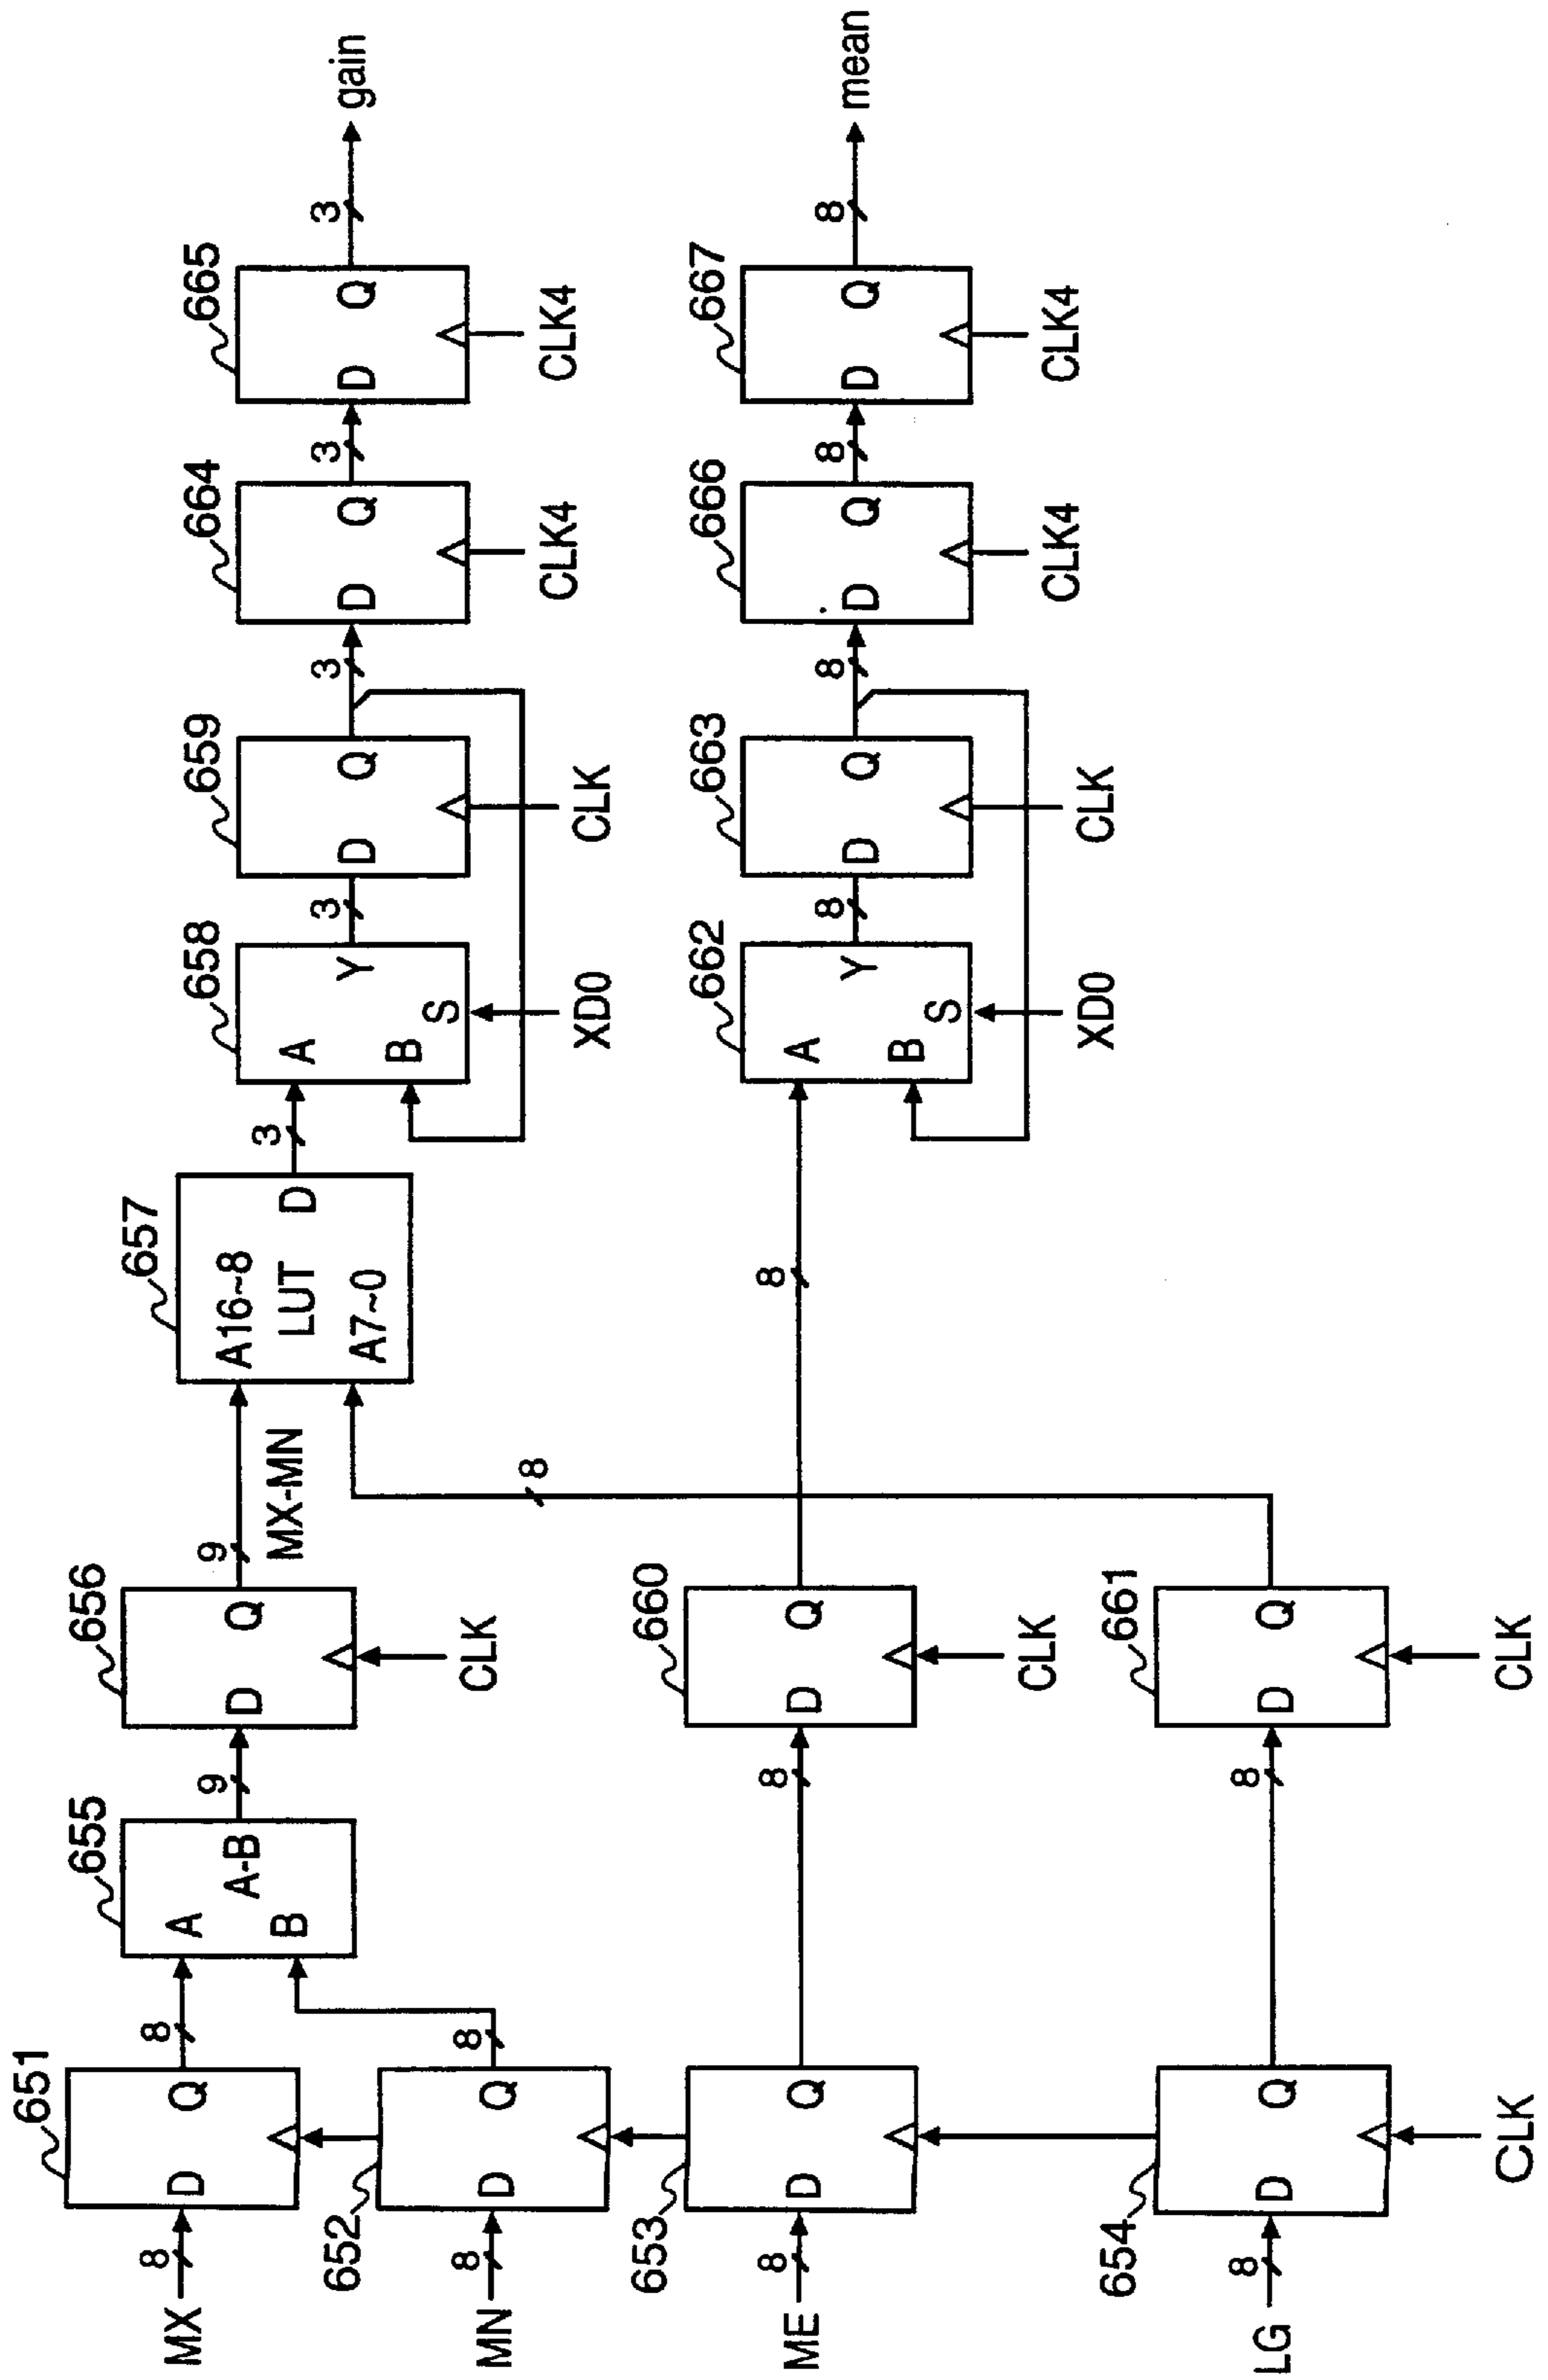 651
MX
8
D
Q
8
652
MN
8
D
Q
8
653
ME
8
D
Q
8
654
LG
8
D
Q
8
CLK
655
A
B
A-B
9
656
D
Q
CLK
9
MX-MN
660
D
Q
CLK
8
661
D
Q
CLK
8
657
A16~8
LUT
A7~0
D
3
658
A
B
Y
S
XD0
3
659
D
Q
CLK
3
664
D
Q
CLK4
3
665
D
Q
CLK4
3
gain
662
A
B
Y
S
XD0
8
663
D
Q
CLK
8
666
D
Q
CLK4
8
667
D
Q
CLK4
8
mean